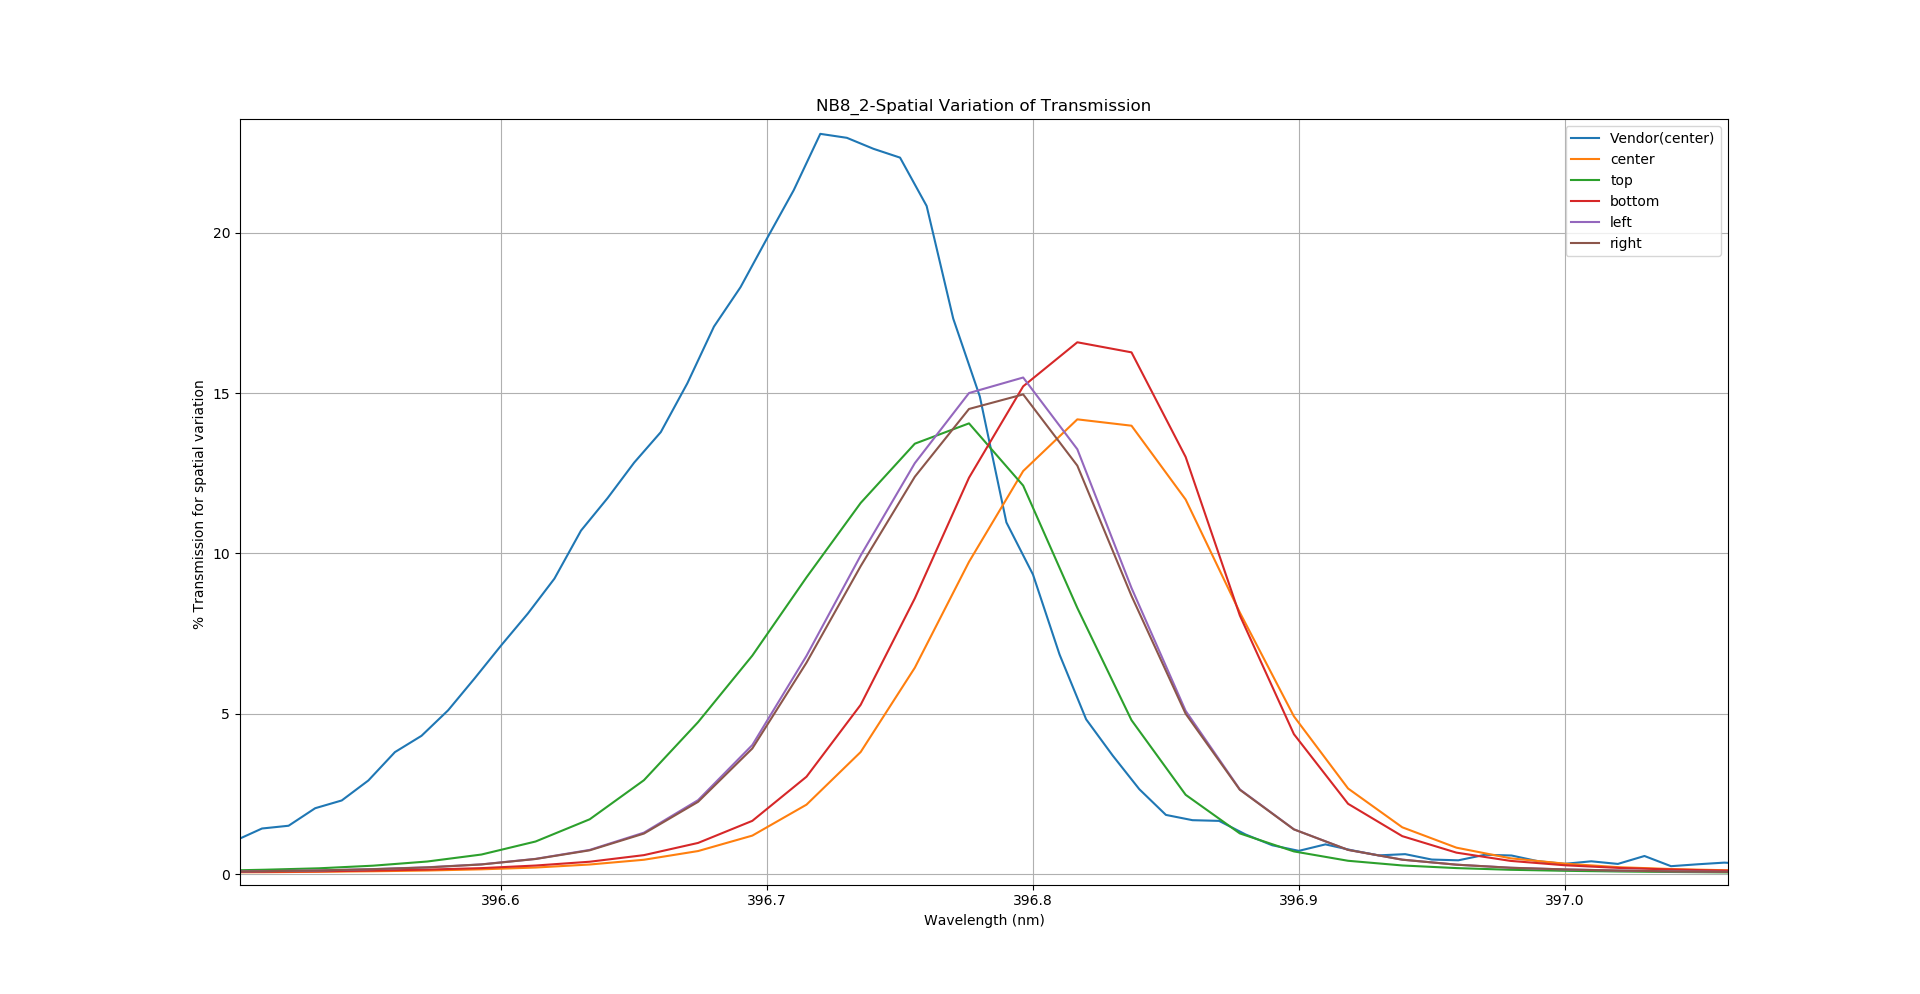 NB8_2-Spatial Variation of Transmission
Vendor(center)
center
top
bottom
left
right
% Transmission for spatial variation
20
15
10
5
0
396.6 396.7 396.8 396.9 397.0
Wavelength (nm)